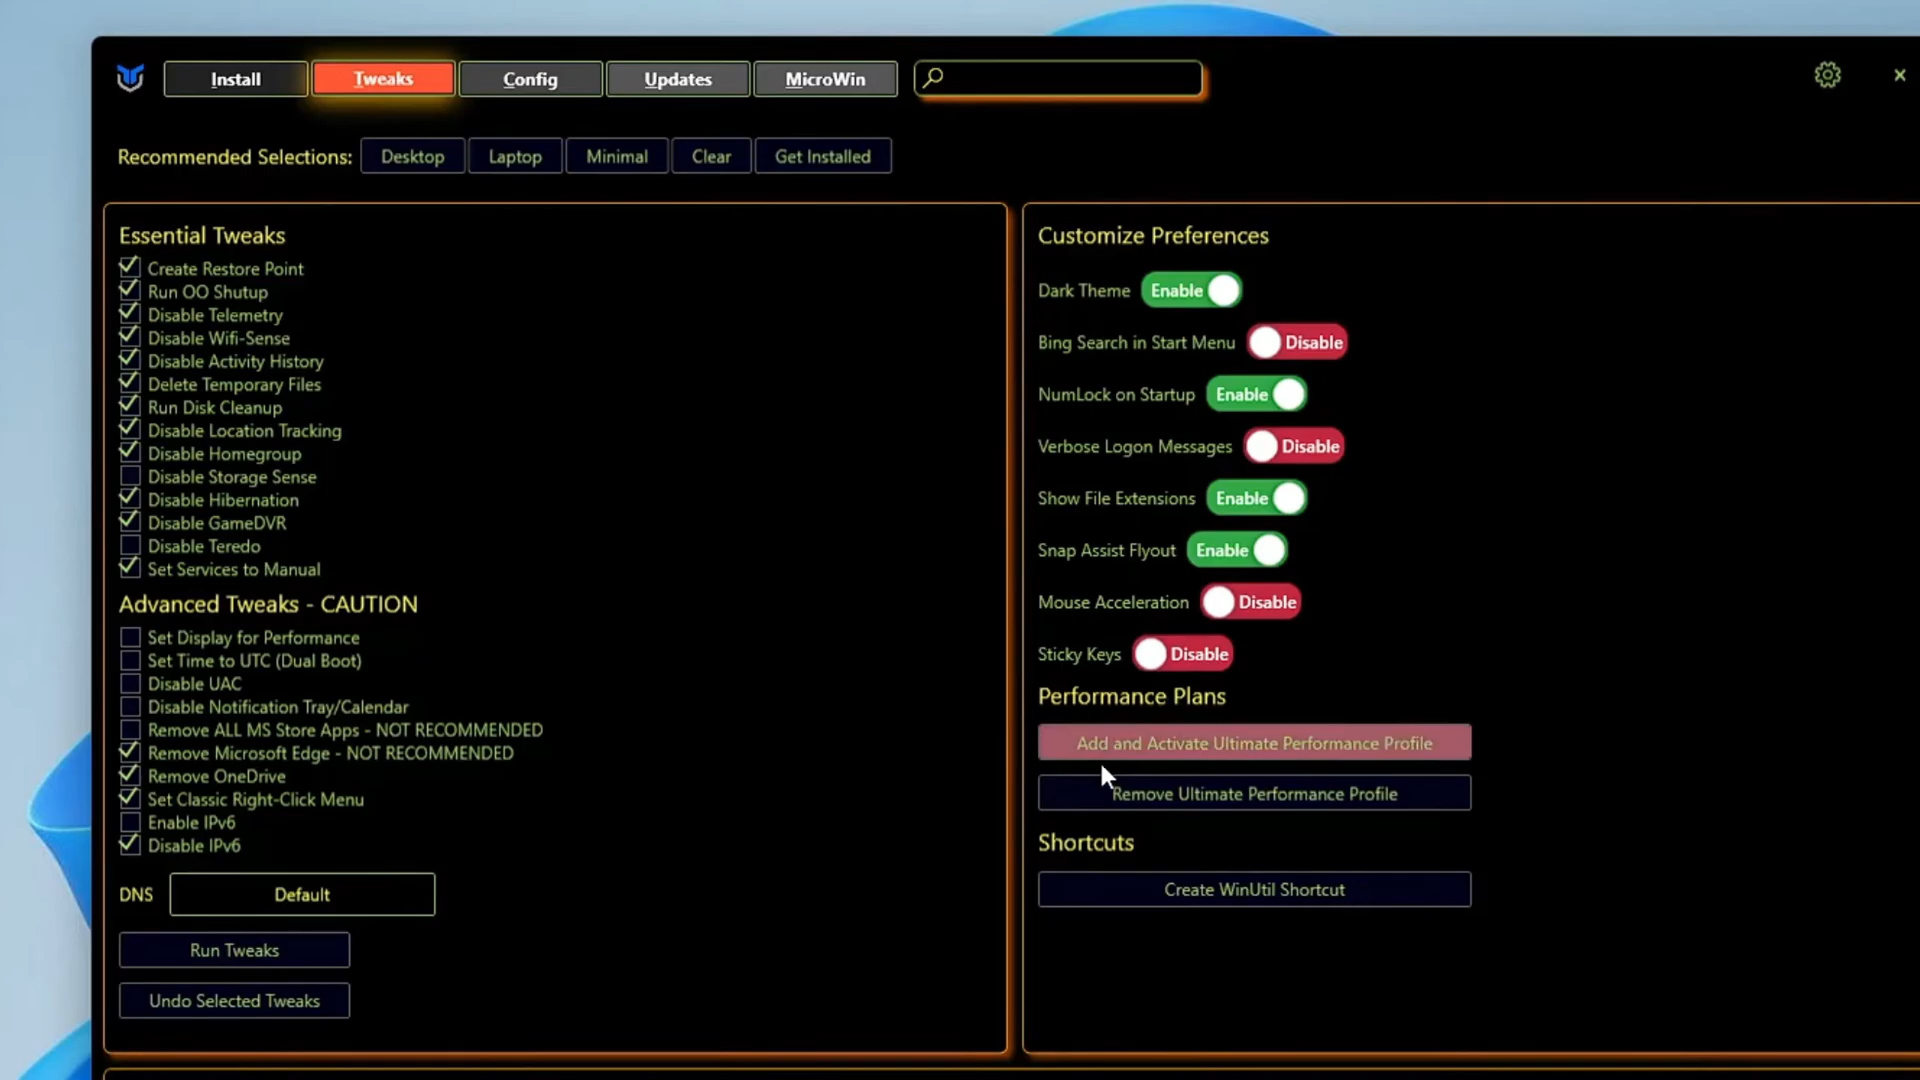 Install
Tweaks
Config
Updates
MicroWin
Recommended Selections:
Desktop
Laptop
Minimal
Clear
Get Installed
Essential Tweaks
Create Restore Point
Run OO Shutup
Disable Telemetry
Disable Wifi-Sense
Disable Activity History
Delete Temporary Files
Run Disk Cleanup
Disable Location Tracking
Disable Homegroup
Disable Storage Sense
Disable Hibernation
Disable GameDVR
Disable Teredo
Set Services to Manual
Advanced Tweaks - CAUTION
Set Display for Performance
Set Time to UTC (Dual Boot)
Disable UAC
Disable Notification Tray/Calendar
Remove ALL MS Store Apps - NOT RECOMMENDED
Remove Microsoft Edge - NOT RECOMMENDED
Remove OneDrive
Set Classic Right-Click Menu
Enable IPv6
Disable IPv6
DNS Default
Run Tweaks
Undo Selected Tweaks
Customize Preferences
Dark Theme Enable
Bing Search in Start Menu Disable
NumLock on Startup Enable
Verbose Logon Messages Disable
Show File Extensions Enable
Snap Assist Flyout Enable
Mouse Acceleration Disable
Sticky Keys Disable
Performance Plans
Add and Activate Ultimate Performance Profile
Remove Ultimate Performance Profile
Shortcuts
Create WinUtil Shortcut